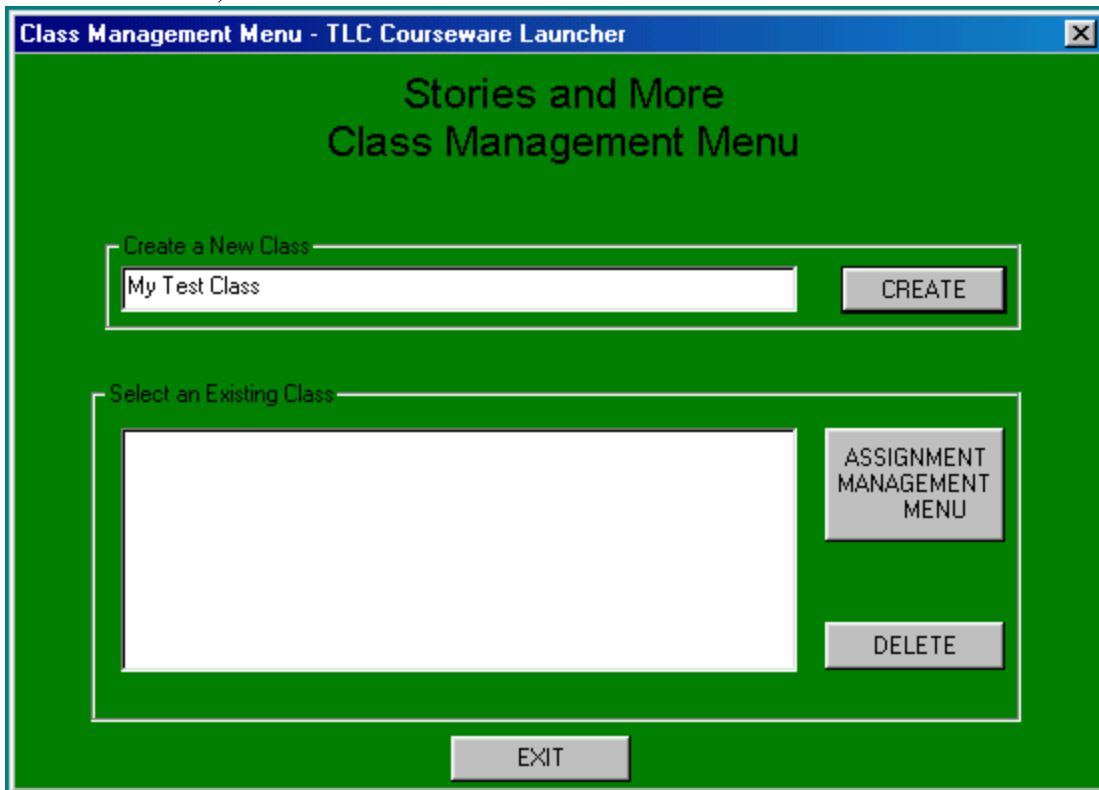 Class Management Menu - TLC Courseware Launcher
Stories and More
Class Management Menu
Create a New Class
My Test Class
CREATE
Select an Existing Class
ASSIGNMENT
MANAGEMENT
MENU
DELETE
EXIT